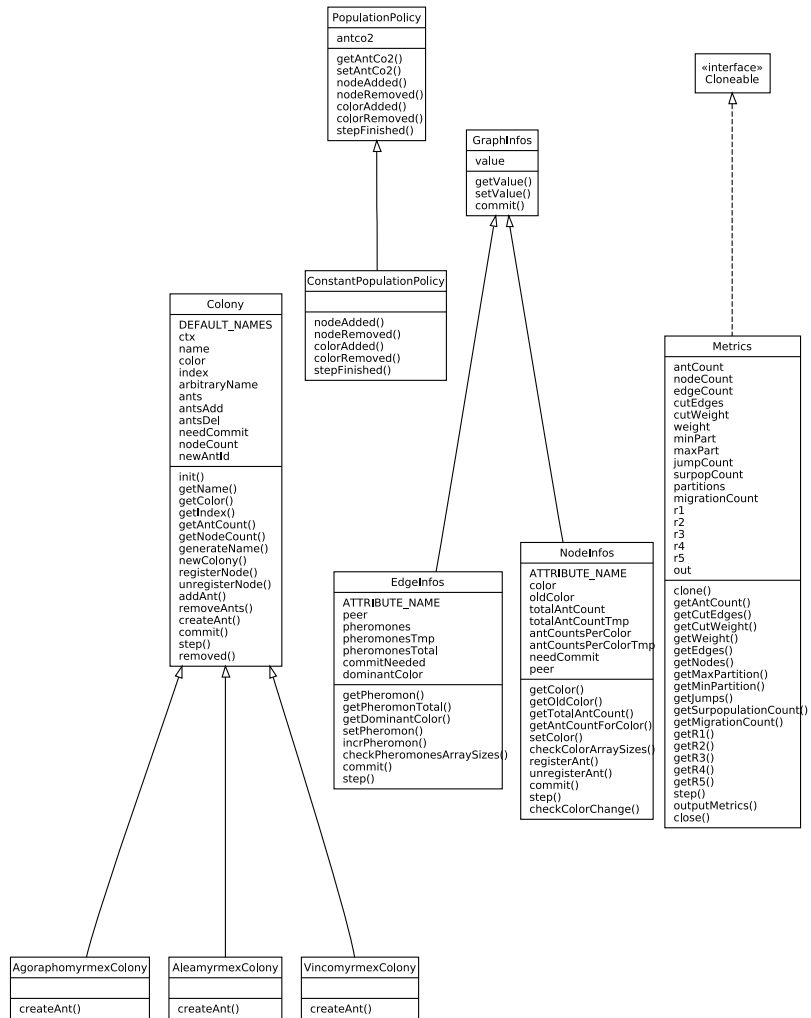 PopulationPolicy
antco2
getAntCo2()
setAntCo2()
nodeAdded()
nodeRemoved()
colorAdded()
colorRemoved()
stepFinished()
«interface»
Cloneable
GraphInfos
value
getValue()
setValue()
commit()
ConstantPopulationPolicy
nodeAdded()
nodeRemoved()
colorAdded()
colorRemoved()
stepFinished()
Colony
DEFAULT_NAMES
ctx
name
color
index
arbitraryName
ants
antsAdd
antsDel
needCommit
nodeCount
newAntId
init()
getName()
getColor()
getIndex()
getAntCount()
getNodeCount()
generateName()
newColony()
registerNode()
unregisterNode()
addAnt()
removeAnts()
createAnt()
commit()
step()
removed()
Metrics
antCount
nodeCount
edgeCount
cutEdges
cutWeight
weight
minPart
maxPart
jumpCount
surpopCount
partitions
migrationCount
r1
r2
r3
r4
r5
out
clone()
getAntCount()
getCutEdges()
getCutWeight()
getWeight()
getEdges()
getNodes()
getMaxPartition()
getMinPartition()
getJumps()
getSurpopulationCount()
getMigrationCount()
getR1()
getR2()
getR3()
getR4()
getR5()
step()
outputMetrics()
close()
EdgeInfos
ATTRIBUTE_NAME
peer
pheromones
pheromonesTmp
pheromonesTotal
commitNeeded
dominantColor
getPheromon()
getPheromonTotal()
getDominantColor()
setPheromon()
incrPheromon()
checkPheromonesArraySizes()
commit()
step()
NodeInfos
ATTRIBUTE_NAME
color
oldColor
totalAntCount
totalAntCountTmp
antCountsPerColor
antCountsPerColorTmp
needCommit
peer
getColor()
getOldColor()
getTotalAntCount()
getAntCountForColor()
setColor()
checkColorArraySizes()
registerAnt()
unregisterAnt()
commit()
step()
checkColorChange()
AgoraphomyrmexColony
createAnt()
AleamyrmexColony
createAnt()
VincomyrmexColony
createAnt()